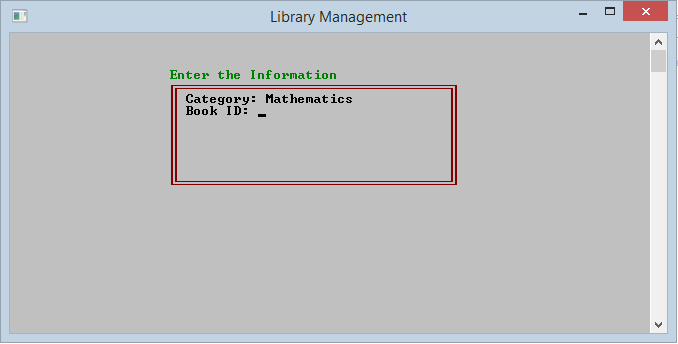 Library Management
Enter the Information
Category: Mathematics
Book ID: